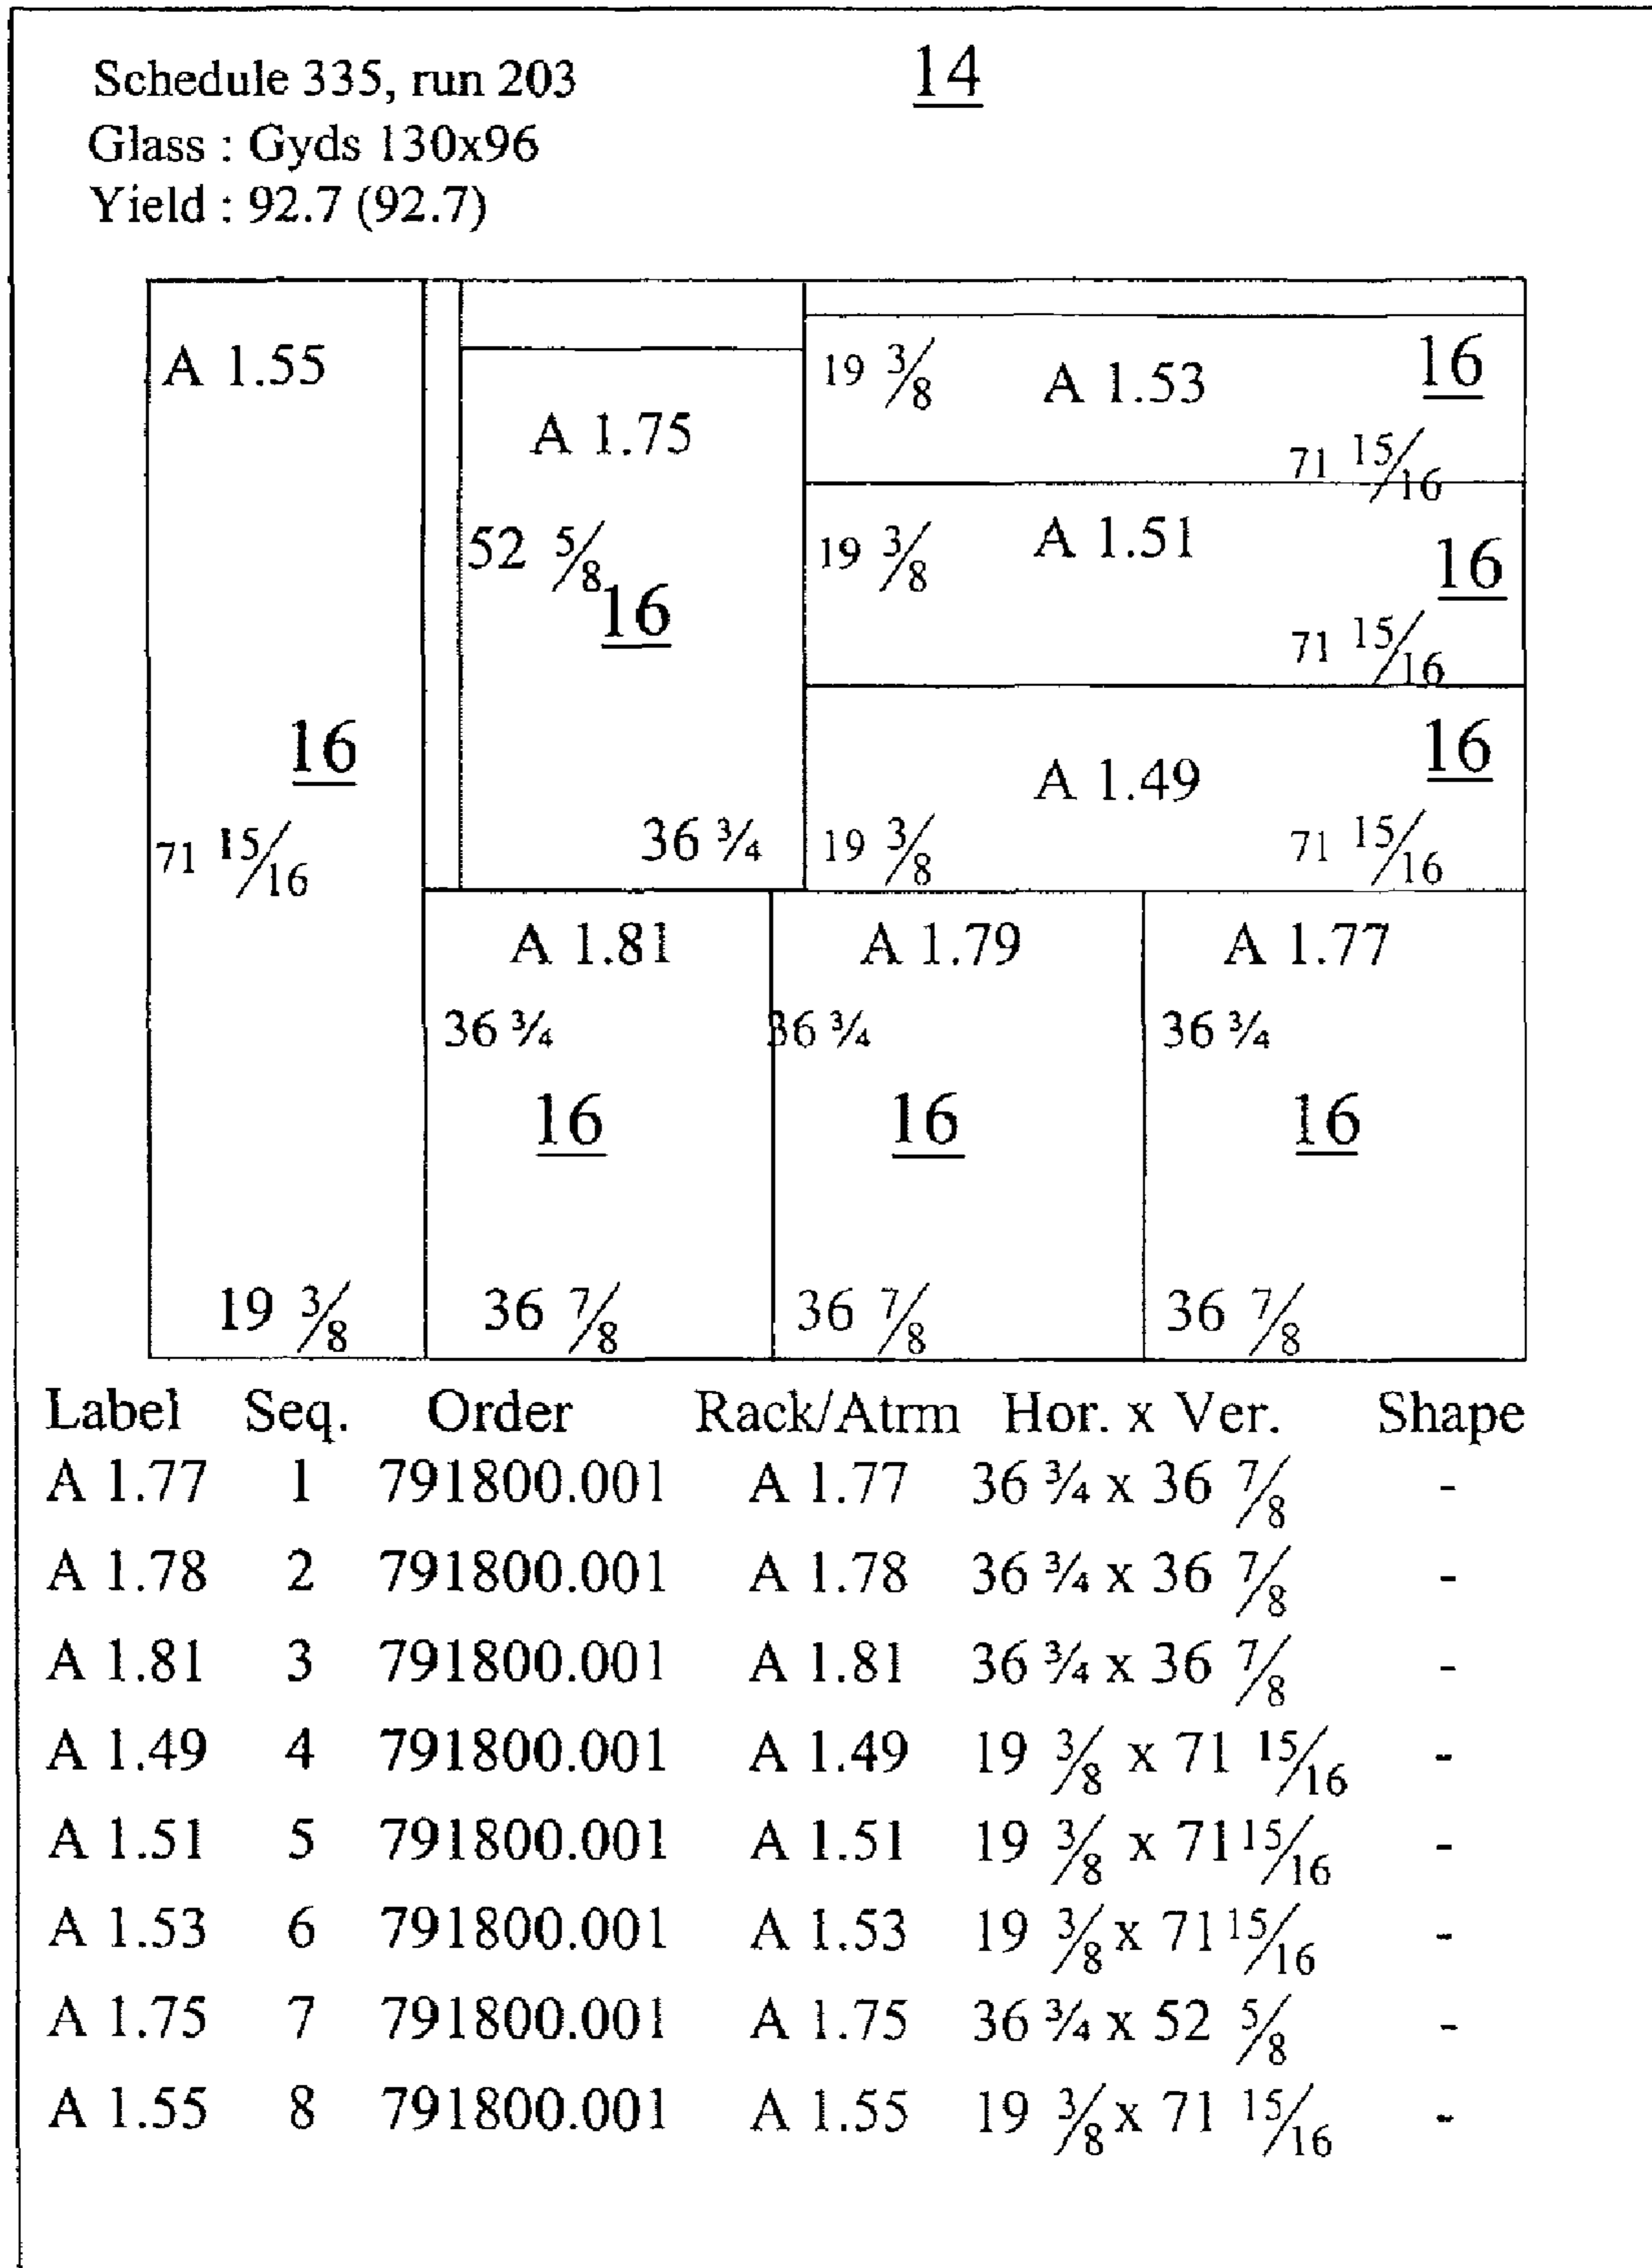 14
Schedule 335, run 203
Glass : Gyds 130x96
Yield : 92.7 (92.7)
A 1.55
16
71 15/16
19 3/8
A 1.75
52 5/8
16
36 ¾
19 3/8 A 1.53 16
71 15/16
19 3/8 A 1.51 16
71 15/16
A 1.49 16
19 3/8 71 15/16
A 1.81
36 ¾
16
36 7/8
A 1.79
36 ¾
16
36 7/8
A 1.77
36 ¾
16
36 7/8
Label Seq. Order Rack/Atrm Hor. x Ver. Shape
A 1.77 1 791800.001 A 1.77 36 ¾ x 36 7/8 -
A 1.78 2 791800.001 A 1.78 36 ¾ x 36 7/8 -
A 1.81 3 791800.001 A 1.81 36 ¾ x 36 7/8 -
A 1.49 4 791800.001 A 1.49 19 3/8 x 71 15/16 -
A 1.51 5 791800.001 A 1.51 19 3/8 x 71 15/16 -
A 1.53 6 791800.001 A 1.53 19 3/8 x 71 15/16 -
A 1.75 7 791800.001 A 1.75 36 ¾ x 52 5/8 -
A 1.55 8 791800.001 A 1.55 19 3/8 x 71 15/16 -